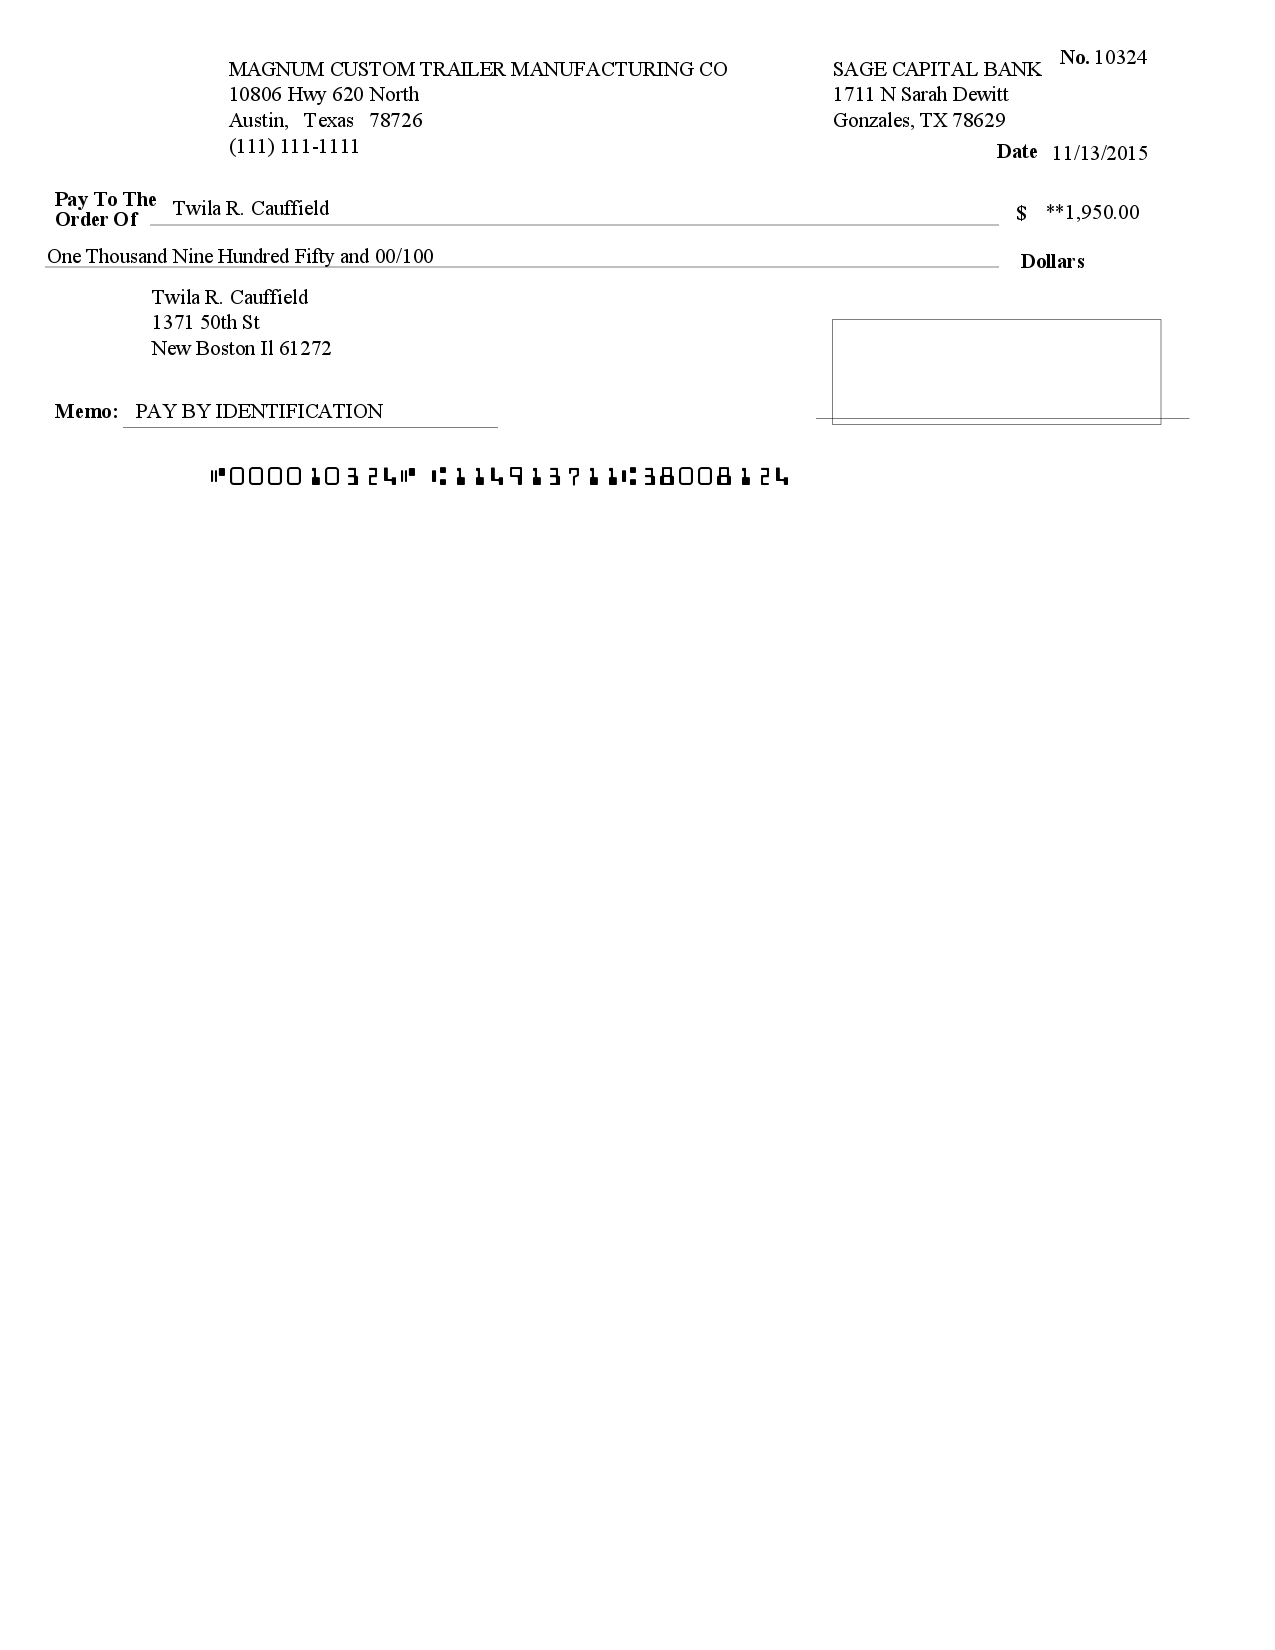 No. 10324
MAGNUM CUSTOM TRAILER MANUFACTURING CO
10806 Hwy 620 North
Austin, Texas 78726
(111) 111-1111
SAGE CAPITAL BANK
1711 N Sarah Dewitt
Gonzales, TX 78629
Date 11/13/2015
Pay To The
Order Of Twila R. Cauffield $ **1,950.00
One Thousand Nine Hundred Fifty and 00/100 Dollars
Twila R. Cauffield
1371 50th St
New Boston Il 61272
Memo: PAY BY IDENTIFICATION
⑈000010324⑈ ⑆114913711⑆38008124